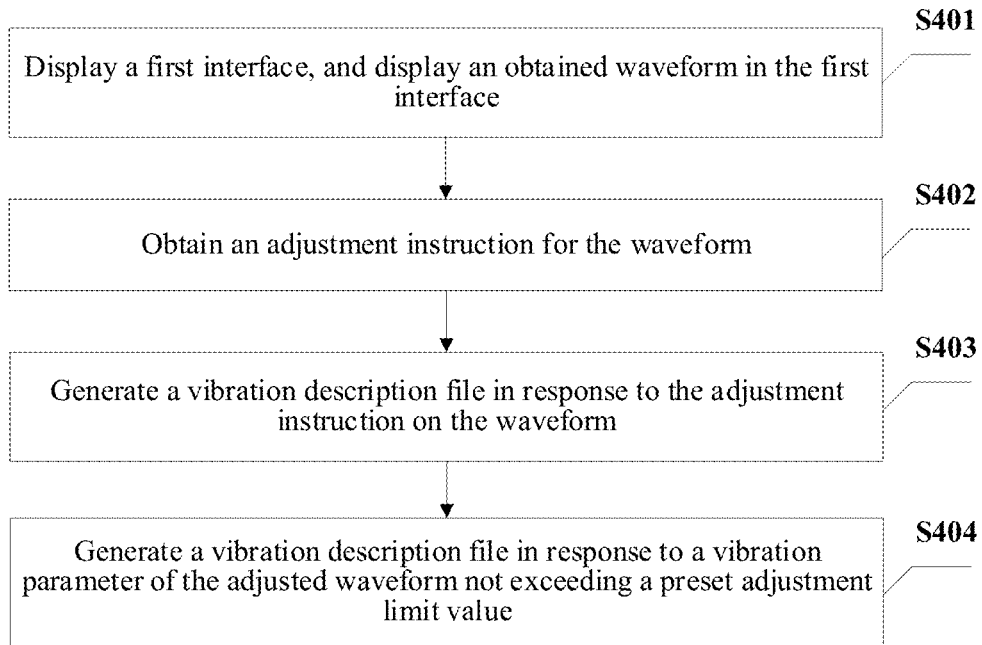 S401
Display a first interface, and display an obtained waveform in the first
interface
S402
Obtain an adjustment instruction for the waveform
S403
Generate a vibration description file in response to the adjustment
instruction on the waveform
S404
Generate a vibration description file in response to a vibration
parameter of the adjusted waveform not exceeding a preset adjustment
limit value